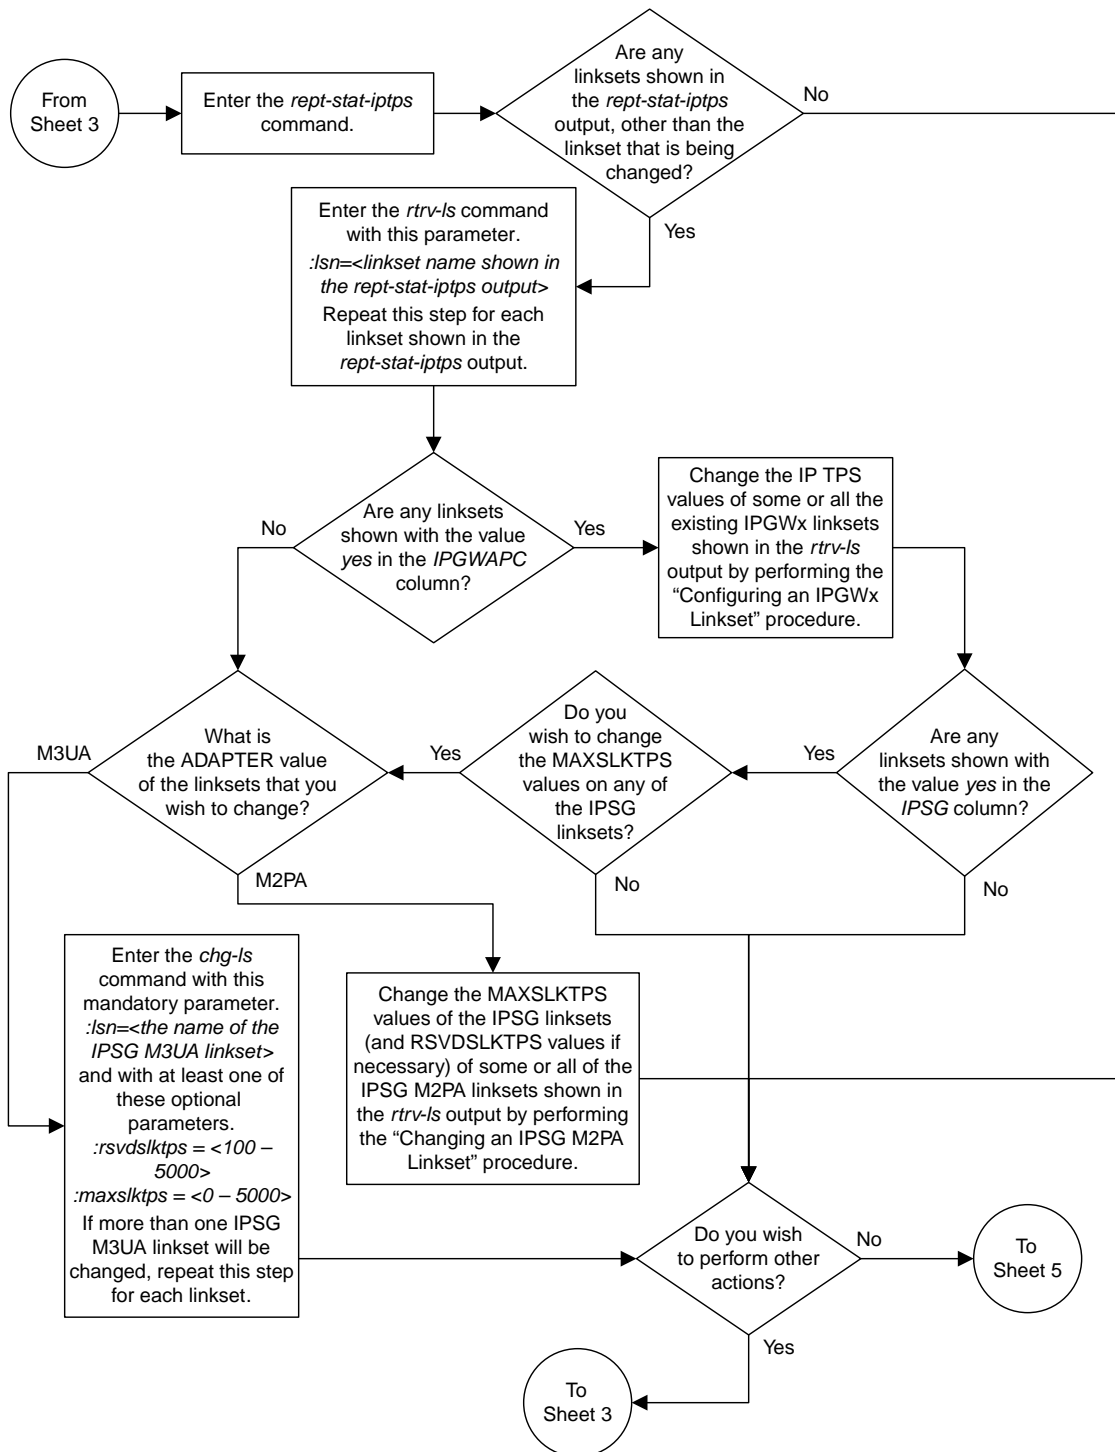 From
Sheet 3
Enter the rept-stat-iptps
command.
Are any
linksets shown in
the rept-stat-iptps
output, other than the
linkset that is being
changed?
No
Yes
Enter the rtrv-ls command
with this parameter.
:lsn=<linkset name shown in
the rept-stat-iptps output>
Repeat this step for each
linkset shown in the
rept-stat-iptps output.
Are any linksets
shown with the value
yes in the IPGWAPC
column?
No
Yes
Change the IP TPS
values of some or all the
existing IPGWx linksets
shown in the rtrv-ls
output by performing the
“Configuring an IPGWx
Linkset” procedure.
What is
the ADAPTER value
of the linksets that you
wish to change?
M3UA
M2PA
Do you
wish to change
the MAXSLKTPS
values on any of
the IPSG
linksets?
Yes
No
Are any
linksets shown with
the value yes in the
IPSG column?
Yes
No
Enter the chg-ls
command with this
mandatory parameter.
:lsn=<the name of the
IPSG M3UA linkset>
and with at least one of
these optional
parameters.
:rsvdslktps = <100 –
5000>
:maxslktps = <0 – 5000>
If more than one IPSG
M3UA linkset will be
changed, repeat this step
for each linkset.
Change the MAXSLKTPS
values of the IPSG linksets
(and RSVDSLKTPS values if
necessary) of some or all of the
IPSG M2PA linksets shown in
the rtrv-ls output by performing
the “Changing an IPSG M2PA
Linkset” procedure.
Do you wish
to perform other
actions?
No
To
Sheet 5
Yes
To
Sheet 3